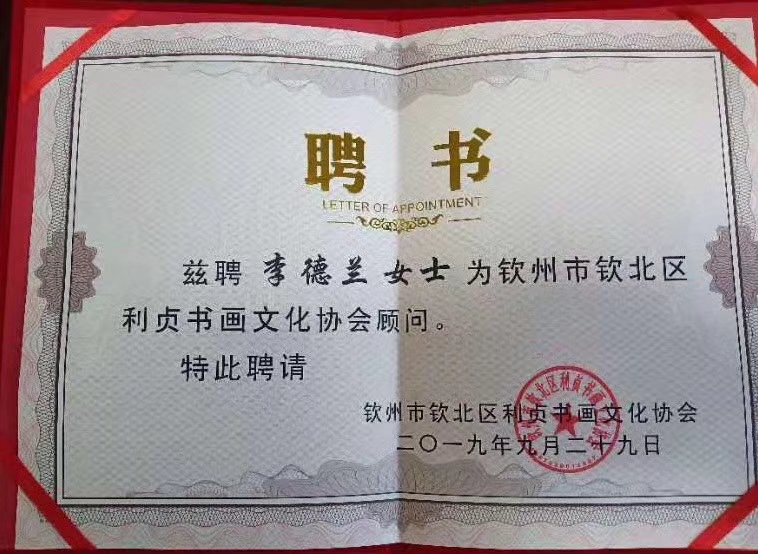 聘 书
LETTER OF APPOINTMENT
兹聘 李德兰女士 为钦州市钦北区
利贞书画文化协会顾问。
特此聘请
钦州市钦北区利贞书画文化协会
二〇一九年九月二十九日